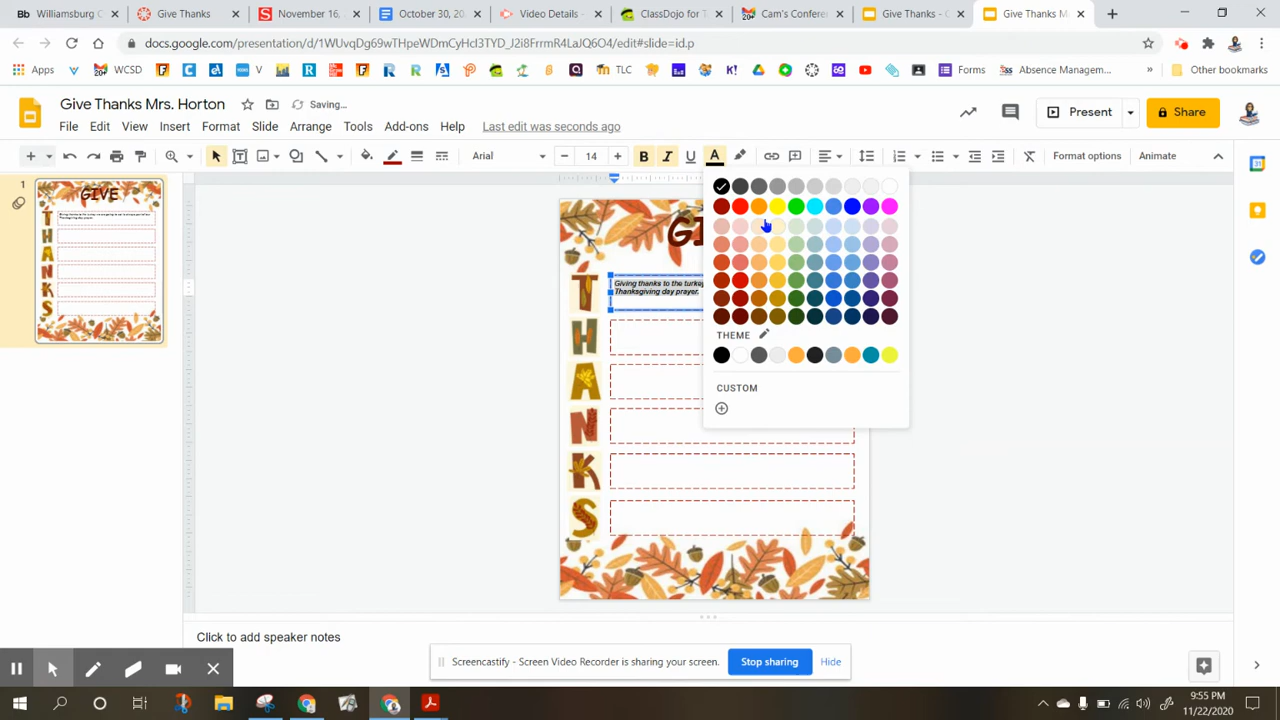 Williamsburg C
Give Thanks
November 16,
October 30, 20
Video Details -
ClassDojo for T
Cam's Confere
Give Thanks - G
Give Thanks M
docs.google.com/presentation/d/1WUvqDg69wTHpeWDmCyHcI3TYD_J2i8FrrmR4LaJQ6O4/edit#slide=id.p
Apps
WCSD
V
TLC
Forms
Absence Managem...
Other bookmarks
Give Thanks Mrs. Horton
Saving...
File Edit View Insert Format Slide Arrange Tools Add-ons Help Last edit was seconds ago
Present
Share
Arial
14
B I U A
Format options
Animate
1
GIVE
THANKS
Giving thanks to the turkey
Thanksgiving day prayer.
THEME
CUSTOM
Click to add speaker notes
Screencastify - Screen Video Recorder is sharing your screen.
Stop sharing
Hide
9:55 PM
11/22/2020